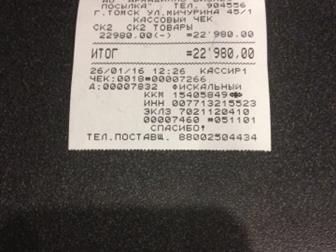 ПОСЫЛКА" ТЕЛ. 904556
Г.ТОМСК УЛ.МИЧУРИНА 45/1
КАССОВЫЙ ЧЕК
СК2 СК2 ТОВАРЫ
22980.00(-) =22'980.00
ИТОГ =22'980.00
26/01/16 12:26 КАССИР1
ЧЕК:0018#00007266
Д:00007832 ФИСКАЛЬНЫЙ
ККМ 15405849
ИНН 007713215523
ЭКЛЗ 7021120410
00007460 #051101
СПАСИБО!
ТЕЛ.ПОСТАВЩ. 88002504434